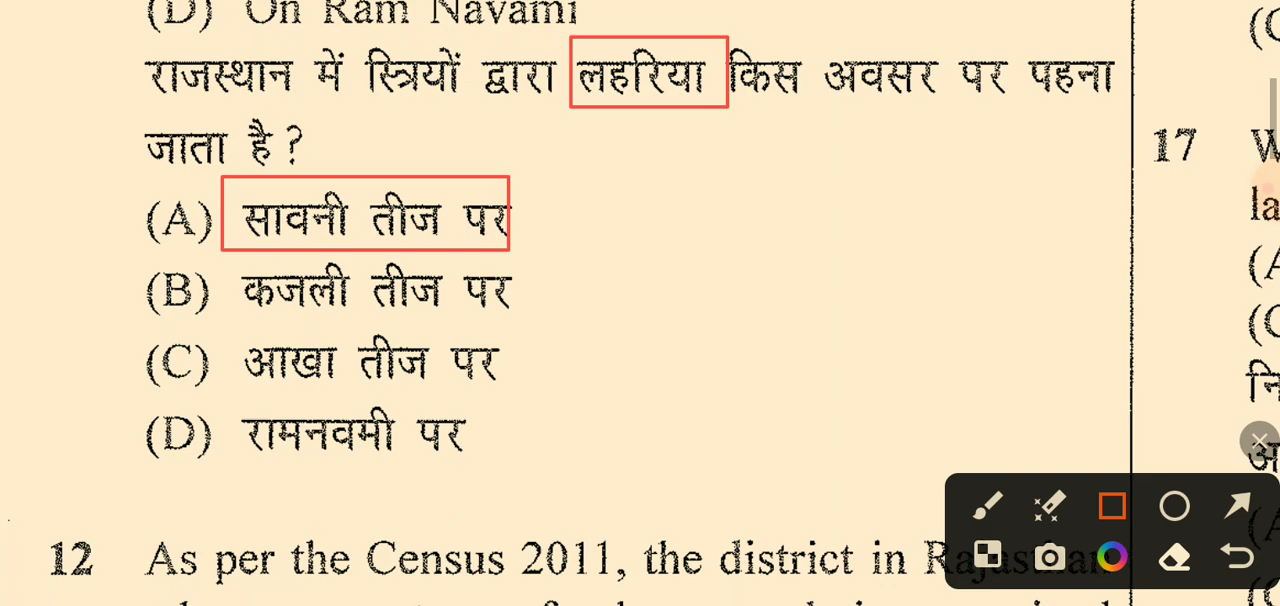 (D) On Ram Navami
राजस्थान में स्त्रियों द्वारा लहरिया किस अवसर पर पहना
जाता है ?
(A) सावनी तीज पर
(B) कजली तीज पर
(C) आखा तीज पर
(D) रामनवमी पर
12 As per the Census 2011, the district in Rajasthan
17 W
la
(A
(C
नि